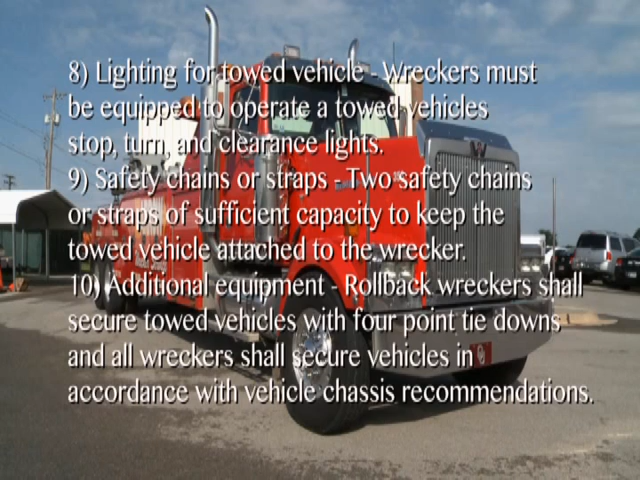 8) Lighting for towed vehicle - Wreckers must
be equipped to operate a towed vehicles
stop, turn, and clearance lights.
9) Safety chains or straps - Two safety chains
or straps of sufficient capacity to keep the
towed vehicle attached to the wrecker.
10) Additional equipment - Rollback wreckers shall
secure towed vehicles with four point tie downs
and all wreckers shall secure vehicles in
accordance with vehicle chassis recommendations.